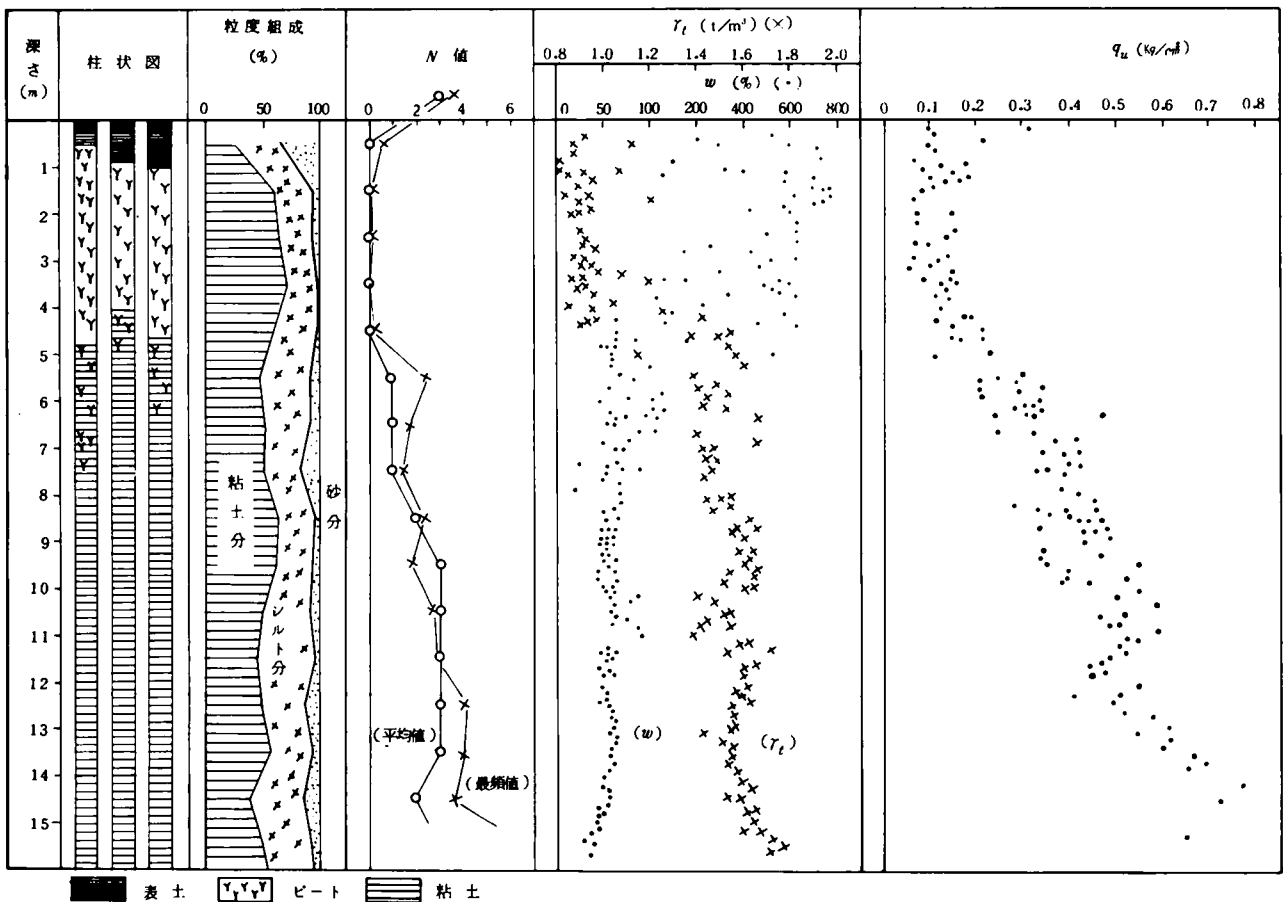 深さ(m)
柱状図
粒度組成
(%)
0 50 100
N 値
0 2 4 6
γt (t/m³) (×)
0.8 1.0 1.2 1.4 1.6 1.8 2.0
w (%) (・)
0 50 100 200 400 600 800
qu (Kg/cm²)
0 0.1 0.2 0.3 0.4 0.5 0.6 0.7 0.8
1
2
3
4
5
6
7
8
9
10
11
12
13
14
15
粘土分
シルト分
砂分
(平均値)
(最頻値)
(w)
(γt)
表土 ピート 粘土